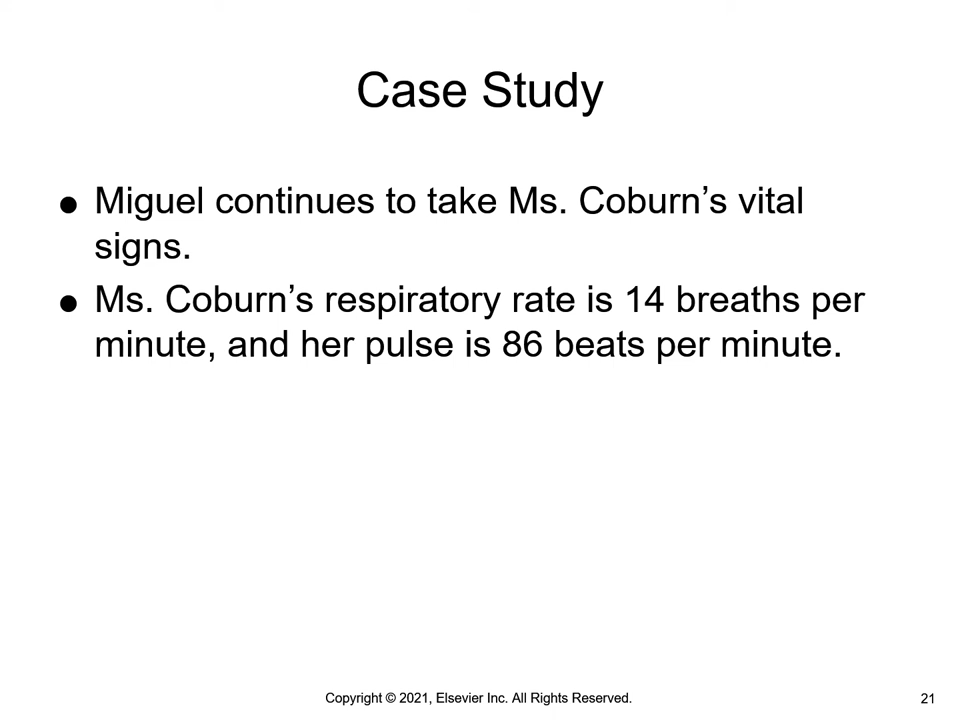 Case Study
● Miguel continues to take Ms. Coburn’s vital
signs.
● Ms. Coburn’s respiratory rate is 14 breaths per
minute, and her pulse is 86 beats per minute.
Copyright © 2021, Elsevier Inc. All Rights Reserved.
21